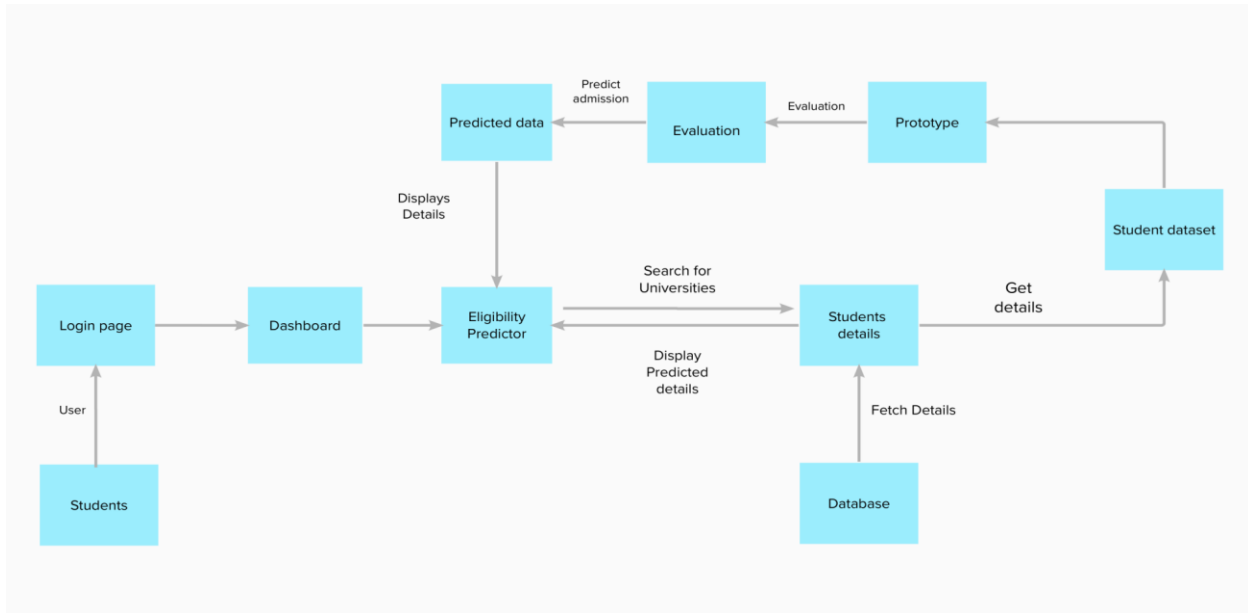 Predict
admission
Predicted data
Evaluation
Evaluation
Prototype
Displays
Details
Student dataset
Search for
Universities
Get
details
Login page
Dashboard
Eligibility
Predictor
Students
details
Display
Predicted
details
User
Fetch Details
Students
Database